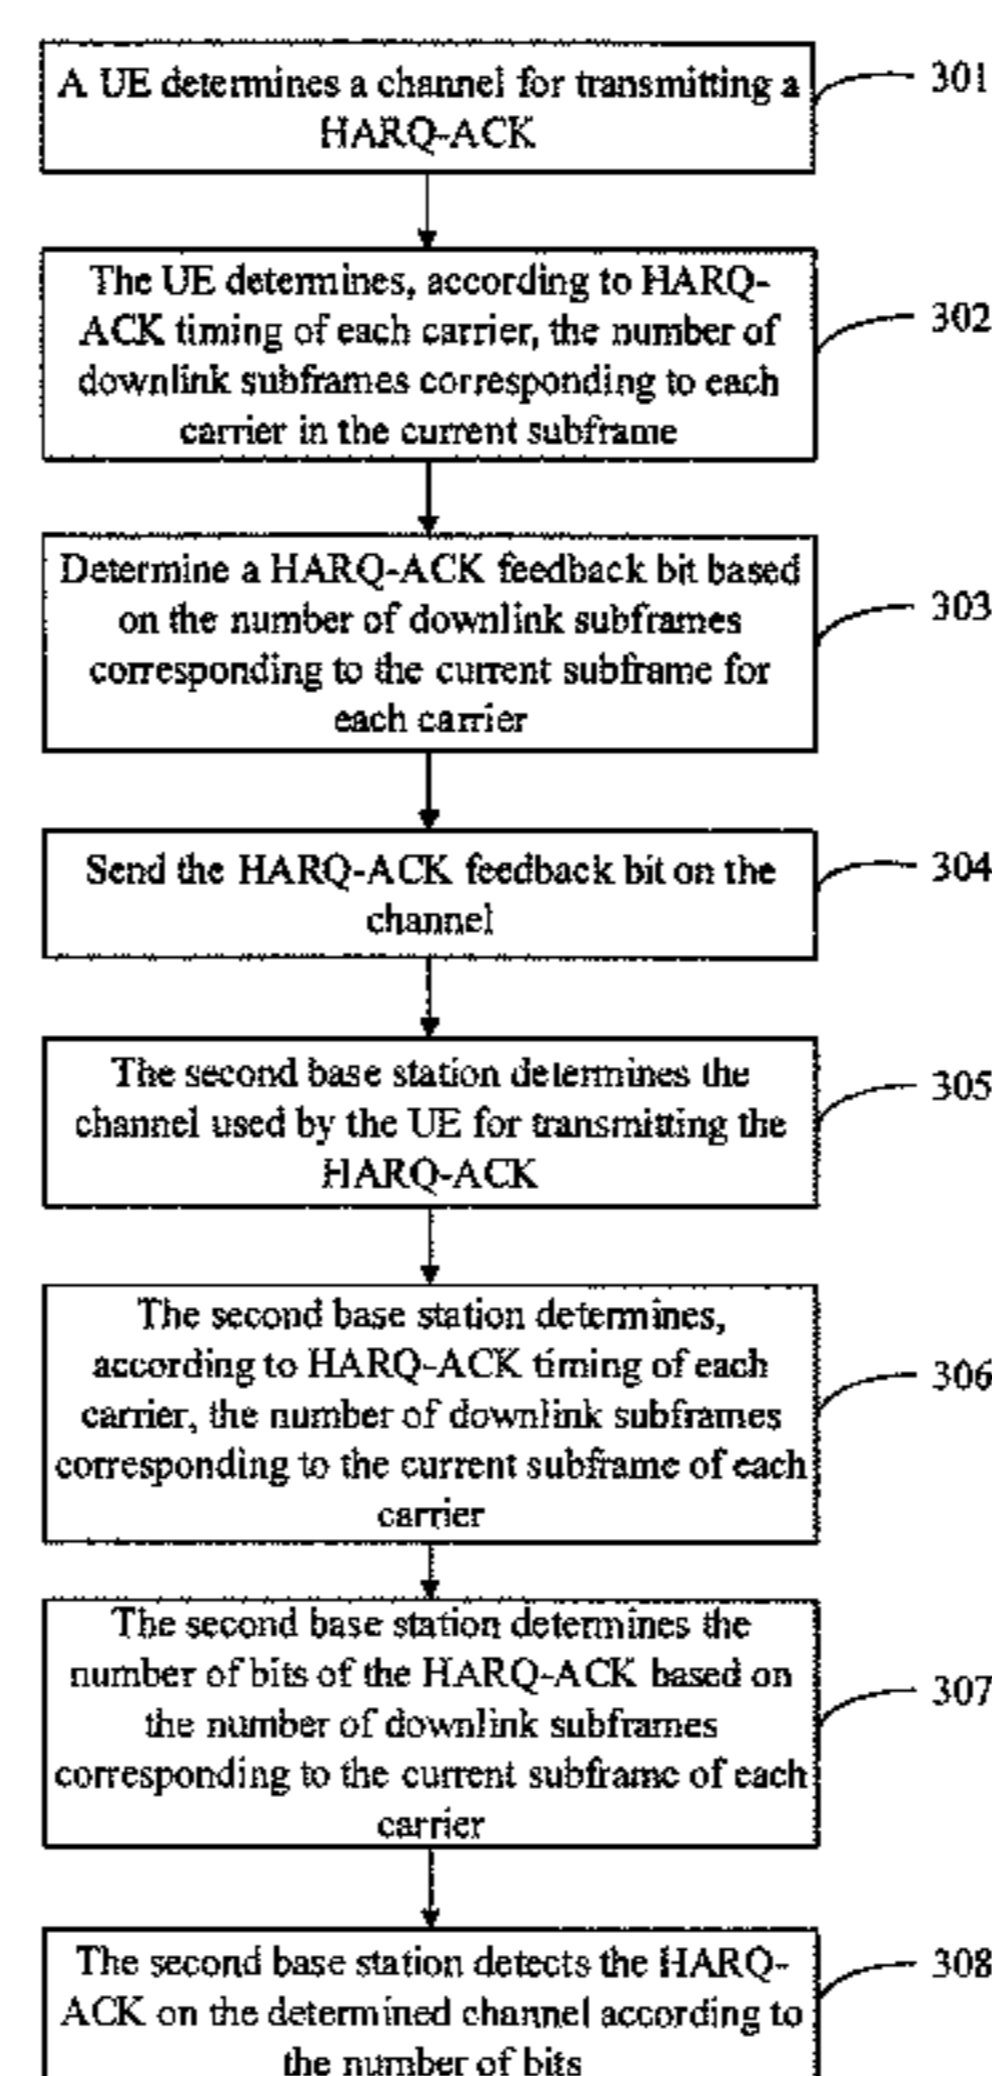 A UE determines a channel for transmitting a
HARQ-ACK
301
The UE determines, according to HARQ-
ACK timing of each carrier, the number of
downlink subframes corresponding to each
carrier in the current subframe
302
Determine a HARQ-ACK feedback bit based
on the number of downlink subframes
corresponding to the current subframe for
each carrier
303
Send the HARQ-ACK feedback bit on the
channel
304
The second base station determines the
channel used by the UE for transmitting the
HARQ-ACK
305
The second base station determines,
according to HARQ-ACK timing of each
carrier, the number of downlink subframes
corresponding to the current subframe of each
carrier
306
The second base station determines the
number of bits of the HARQ-ACK based on
the number of downlink subframes
corresponding to the current subframe of each
carrier
307
The second base station detects the HARQ-
ACK on the determined channel according to
the number of bits
308